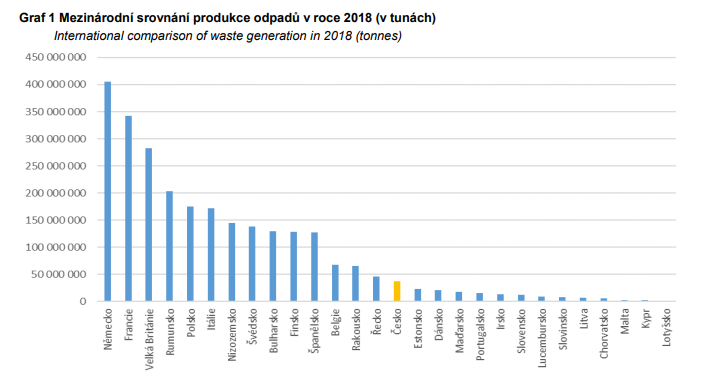 Graf 1 Mezinárodní srovnání produkce odpadů v roce 2018 (v tunách)
International comparison of waste generation in 2018 (tonnes)
450 000 000
400 000 000
350 000 000
300 000 000
250 000 000
200 000 000
150 000 000
100 000 000
50 000 000
0
Německo
Francie
Velká Británie
Rumunsko
Polsko
Itálie
Nizozemsko
Švédsko
Bulharsko
Finsko
Španělsko
Belgie
Rakousko
Řecko
Česko
Estonsko
Dánsko
Maďarsko
Portugalsko
Irsko
Slovensko
Lucembursko
Slovinsko
Litva
Chorvatsko
Malta
Kypr
Lotyšsko